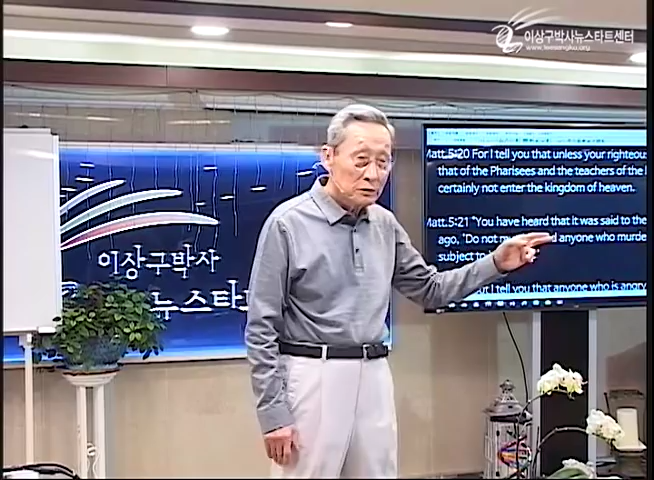 이상구박사뉴스타트센터
www.leesangku.org
Matt.5:20 For I tell you that unless your righteous
that of the Pharisees and the teachers of the
certainly not enter the kingdom of heaven.
Matt.5:21 "You have heard that it was said to the
ago, 'Do not anyone who murde
subject to
But I tell you that anyone who is angry
이상구박사
뉴스타트